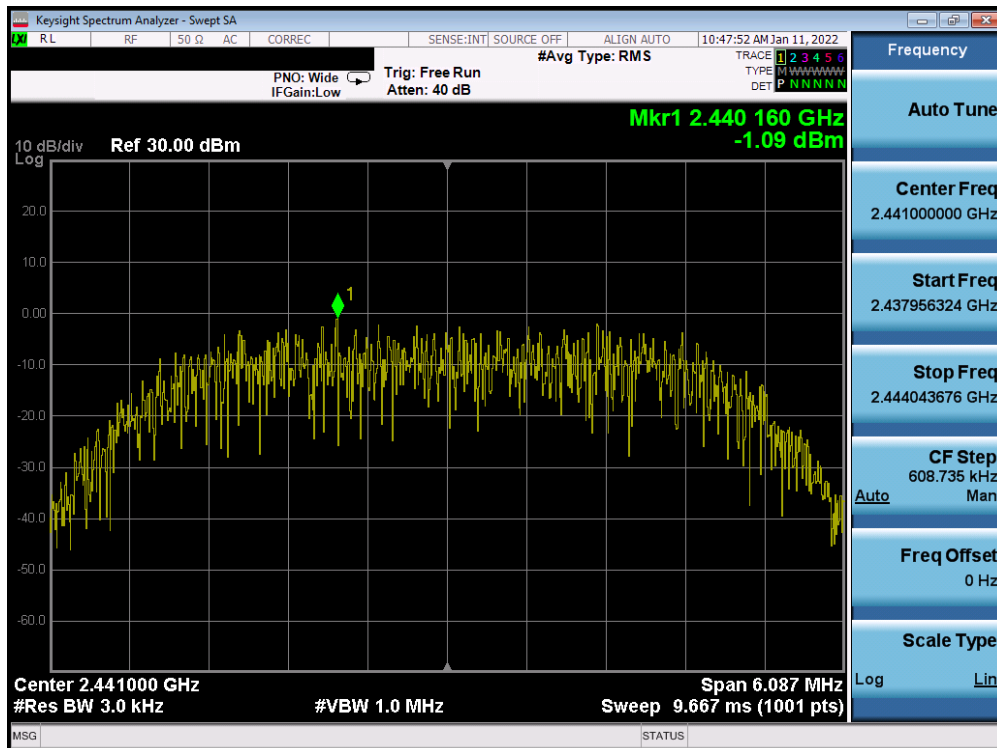 Keysight Spectrum Analyzer - Swept SA
LXI RL RF 50 Ω AC CORREC SENSE:INT SOURCE OFF ALIGN AUTO 10:47:52 AM Jan 11, 2022
#Avg Type: RMS
TRACE 1 2 3 4 5 6
TYPE M WWWWW
DET P N N N N N
PNO: Wide
IFGain:Low
Trig: Free Run
Atten: 40 dB
Mkr1 2.440 160 GHz
-1.09 dBm
10 dB/div
Log
Ref 30.00 dBm
20.0
10.0
0.00
-10.0
-20.0
-30.0
-40.0
-50.0
-60.0
1
Center 2.441000 GHz
Span 6.087 MHz
#Res BW 3.0 kHz
#VBW 1.0 MHz
Sweep 9.667 ms (1001 pts)
MSG
STATUS
Frequency
Auto Tune
Center Freq
2.441000000 GHz
Start Freq
2.437956324 GHz
Stop Freq
2.444043676 GHz
CF Step
608.735 kHz
Auto Man
Freq Offset
0 Hz
Scale Type
Log Lin